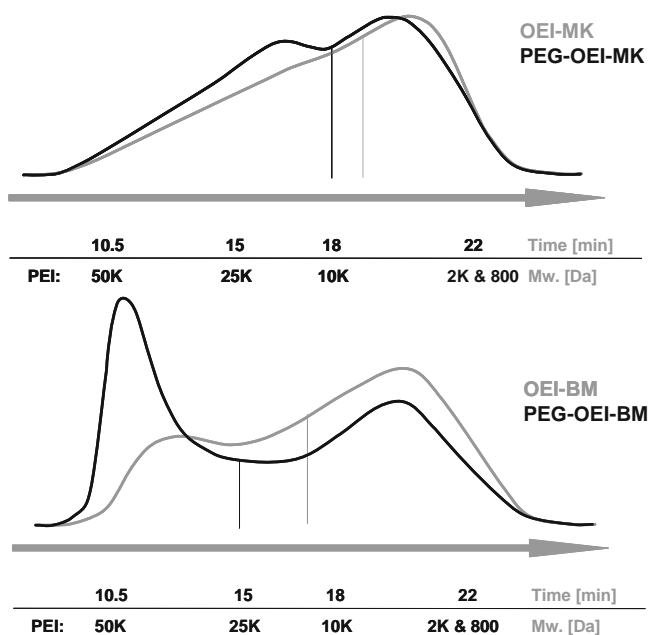 OEI-MK
PEG-OEI-MK
10.5 15 18 22 Time [min]
PEI: 50K 25K 10K 2K & 800 Mw. [Da]
OEI-BM
PEG-OEI-BM
10.5 15 18 22 Time [min]
PEI: 50K 25K 10K 2K & 800 Mw. [Da]